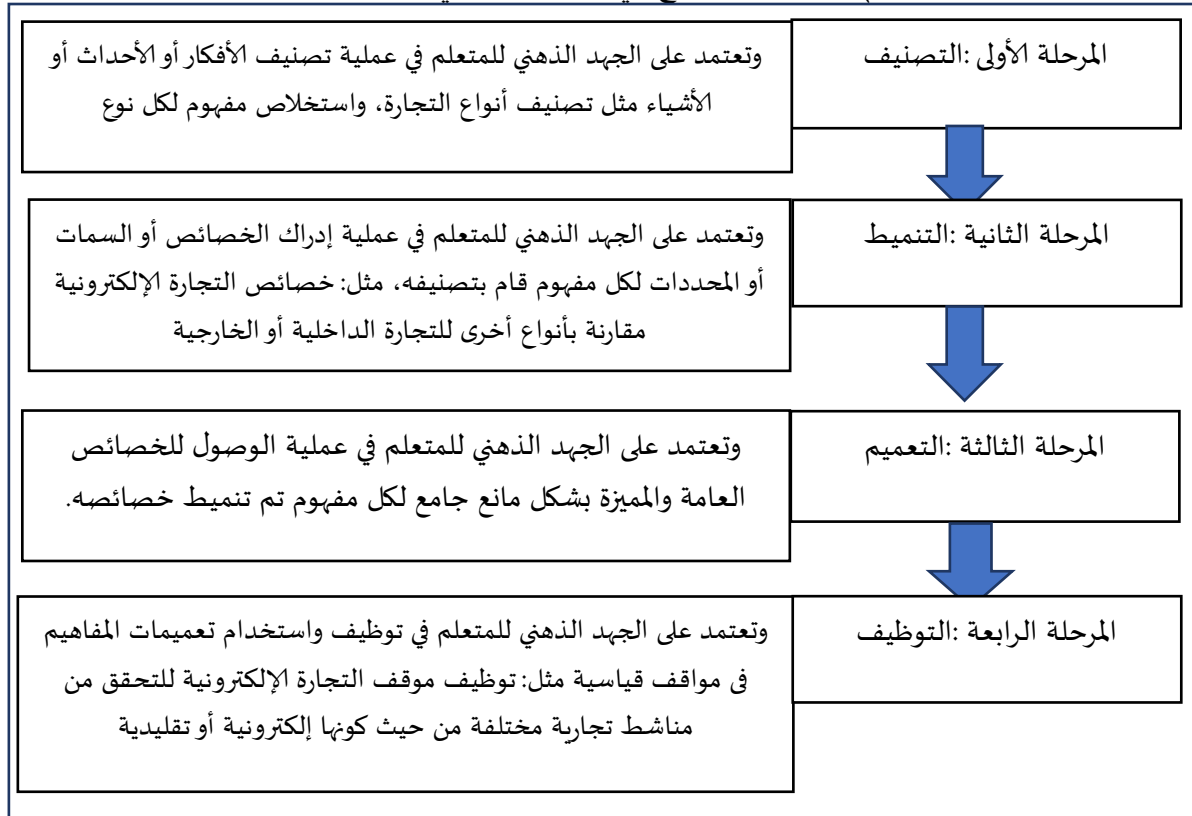 المرحلة الأولى :التصنيف
وتعتمد على الجهد الذهني للمتعلم في عملية تصنيف الأفكار أو الأحداث أو
الأشياء مثل تصنيف أنواع التجارة، واستخلاص مفهوم لكل نوع
المرحلة الثانية :التنميط
وتعتمد على الجهد الذهني للمتعلم في عملية إدراك الخصائص أو السمات
أو المحددات لكل مفهوم قام بتصنيفه، مثل: خصائص التجارة الإلكترونية
مقارنة بأنواع أخرى للتجارة الداخلية أو الخارجية
المرحلة الثالثة :التعميم
وتعتمد على الجهد الذهني للمتعلم في عملية الوصول للخصائص
العامة والمميزة بشكل مانع جامع لكل مفهوم تم تنميط خصائصه.
المرحلة الرابعة :التوظيف
وتعتمد على الجهد الذهني للمتعلم في توظيف واستخدام تعميمات المفاهيم
فى مواقف قياسية مثل: توظيف موقف التجارة الإلكترونية للتحقق من
مناشط تجارية مختلفة من حيث كونها إلكترونية أو تقليدية